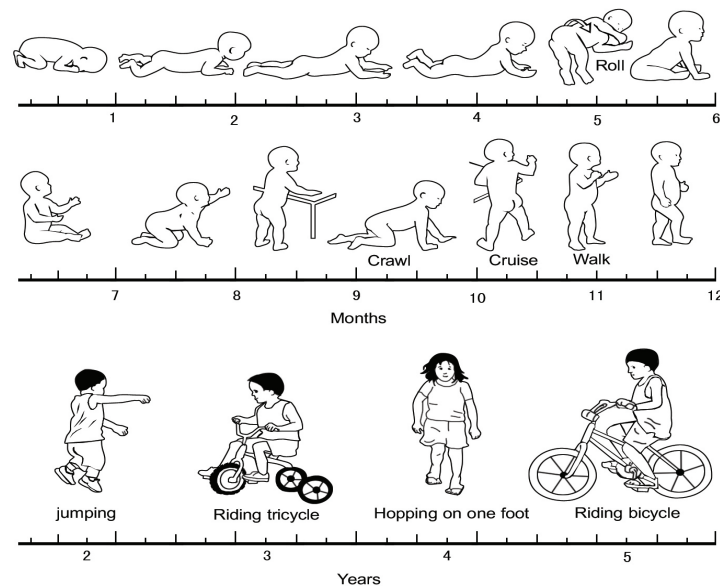 Roll
1 2 3 4 5 6
Crawl Cruise Walk
7 8 9 10 11 12
Months
jumping Riding tricycle Hopping on one foot Riding bicycle
2 3 4 5
Years